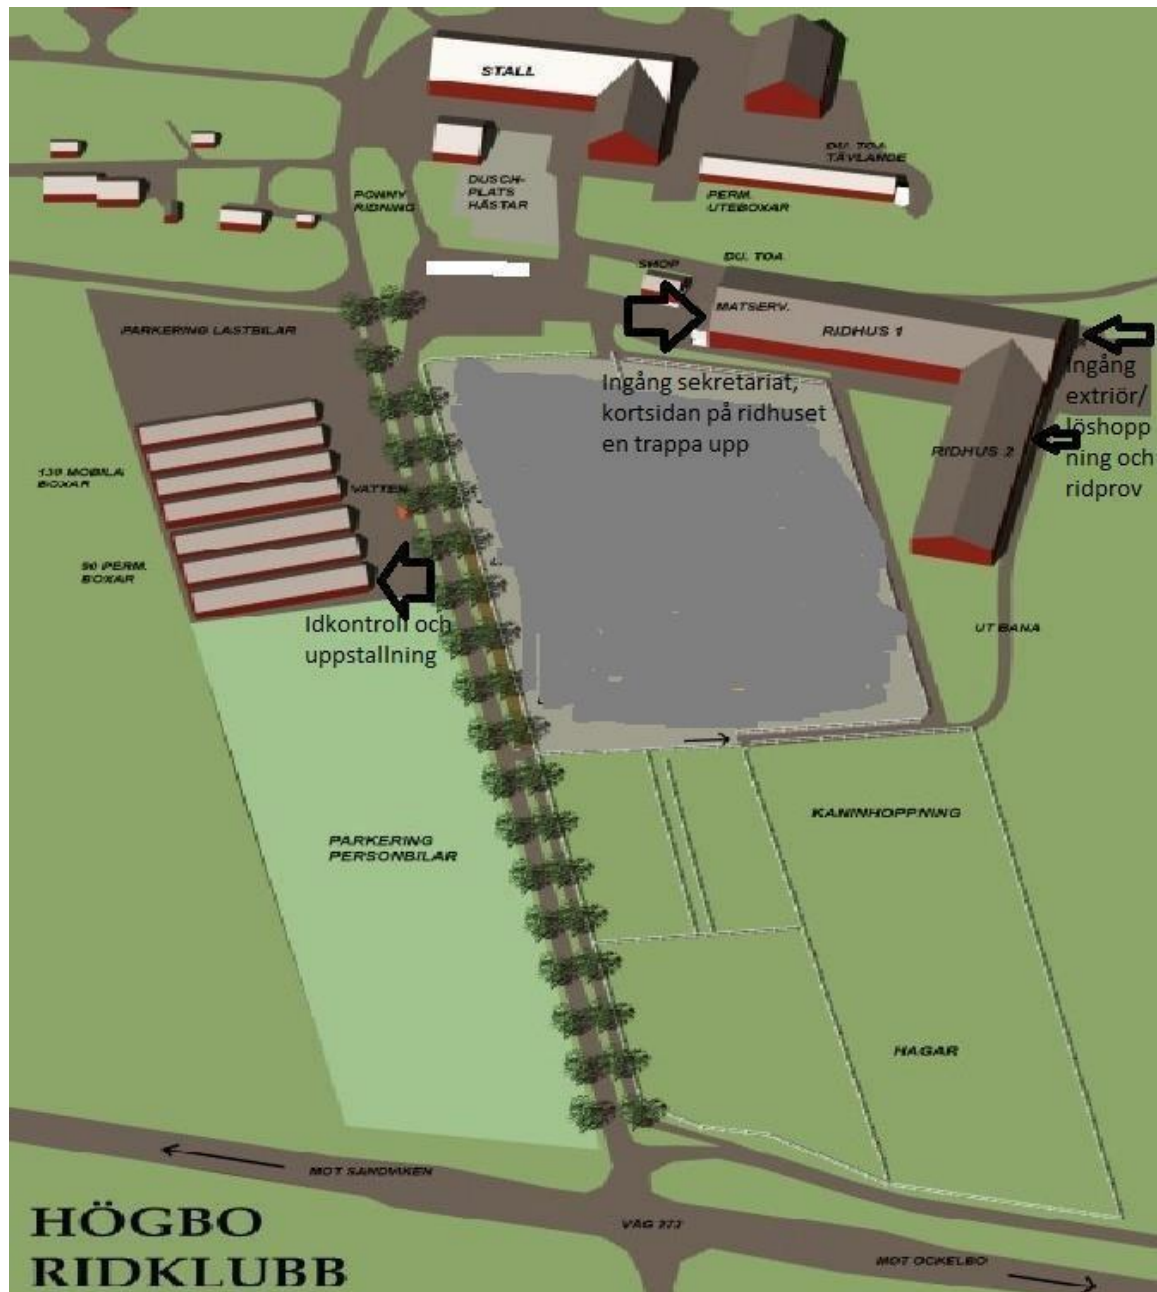 STALL
DU. TOA
TÄVLANDE
DUSCH-
PLATS
HÄSTAR
PONNY
RIDNING
PERM.
UTEBOXAR
SHOP
DU. TOA
MATSERV.
RIDHUS 1
PARKERING LASTBILAR
Ingång sekretariat,
kortsidan på ridhuset
en trappa upp
Ingång
extriör/
löshopp
ning och
ridprov
RIDHUS 2
130 MOBILA
BOXAR
VATTEN
90 PERM.
BOXAR
Idkontroll och
uppstallning
UT BANA
KANINHOPPNING
PARKERING
PERSONBILAR
HAGAR
MOT SANDVIKEN
VÄG 272
MOT OCKELBO
HÖGBO
RIDKLUBB